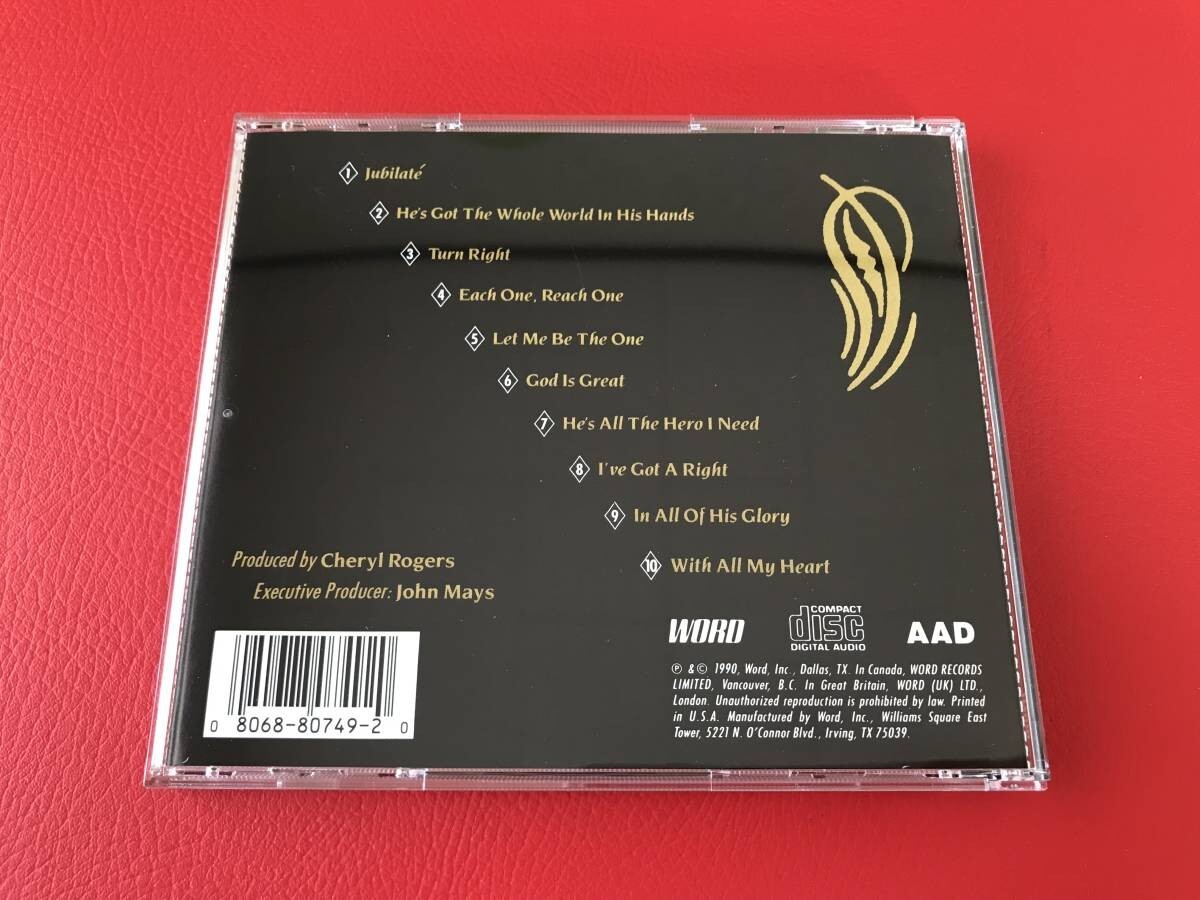 1 Jubilaté
2 He's Got The Whole World In His Hands
3 Turn Right
4 Each One, Reach One
5 Let Me Be The One
6 God Is Great
7 He's All The Hero I Need
8 I've Got A Right
9 In All Of His Glory
10 With All My Heart
Produced by Cheryl Rogers
Executive Producer: John Mays
0 8068-80749-2 0
WORD
COMPACT
disc
DIGITAL AUDIO
AAD
℗ & © 1990, Word, Inc., Dallas, TX. In Canada, WORD RECORDS
LIMITED, Vancouver, B.C. In Great Britain, WORD (UK) LTD.,
London. Unauthorized reproduction is prohibited by law. Printed
in U.S.A. Manufactured by Word, Inc., Williams Square East
Tower, 5221 N. O'Connor Blvd., Irving, TX 75039.